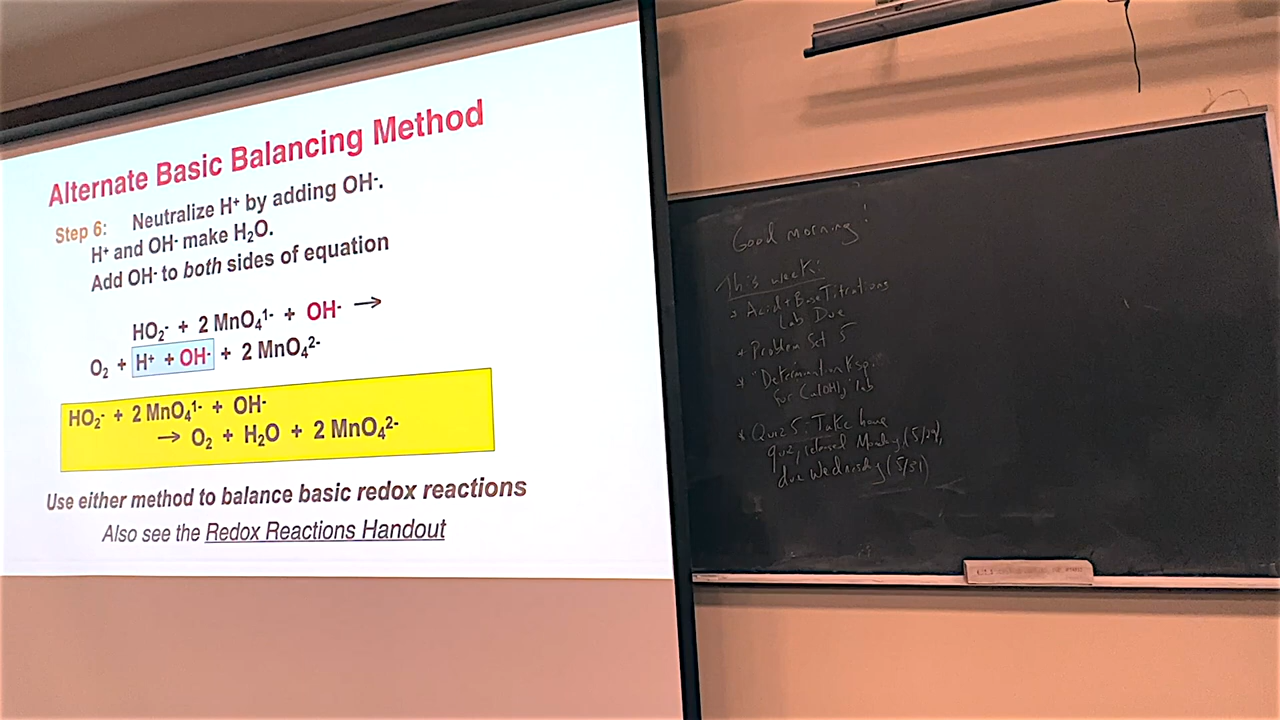 Alternate Basic Balancing Method
Step 6: Neutralize H⁺ by adding OH⁻.
H⁺ and OH⁻ make H₂O.
Add OH⁻ to both sides of equation
HO₂⁻ + 2 MnO₄¹⁻ + OH⁻ →
O₂ + H⁺ + OH⁻ + 2 MnO₄²⁻
HO₂⁻ + 2 MnO₄¹⁻ + OH⁻
→ O₂ + H₂O + 2 MnO₄²⁻
Use either method to balance basic redox reactions
Also see the Redox Reactions Handout
Good morning!
This week:
* Acid + Base Titrations
Lab Due
* Problem Set 5
* "Determination Ksp
for Ca(OH)₂" lab
* Quiz 5: Take home
quiz, released Monday (5/29),
due Wednesday (5/31)